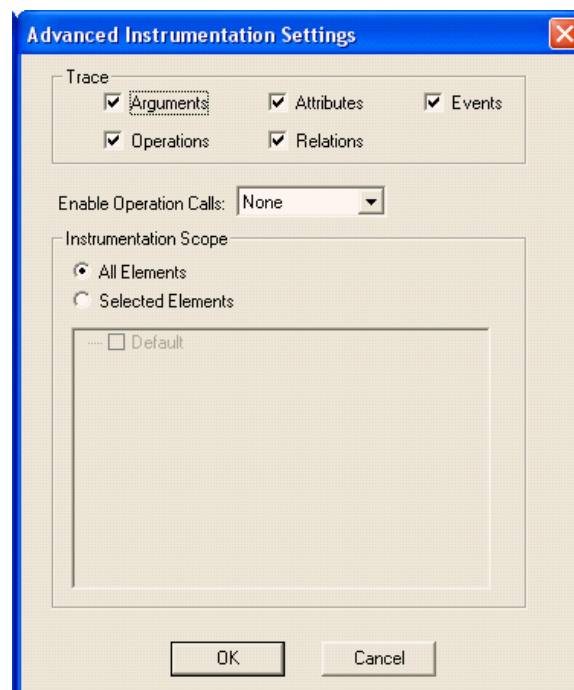 Advanced Instrumentation Settings
Trace
Arguments Attributes Events
Operations Relations
Enable Operation Calls: None
Instrumentation Scope
All Elements
Selected Elements
Default
OK Cancel